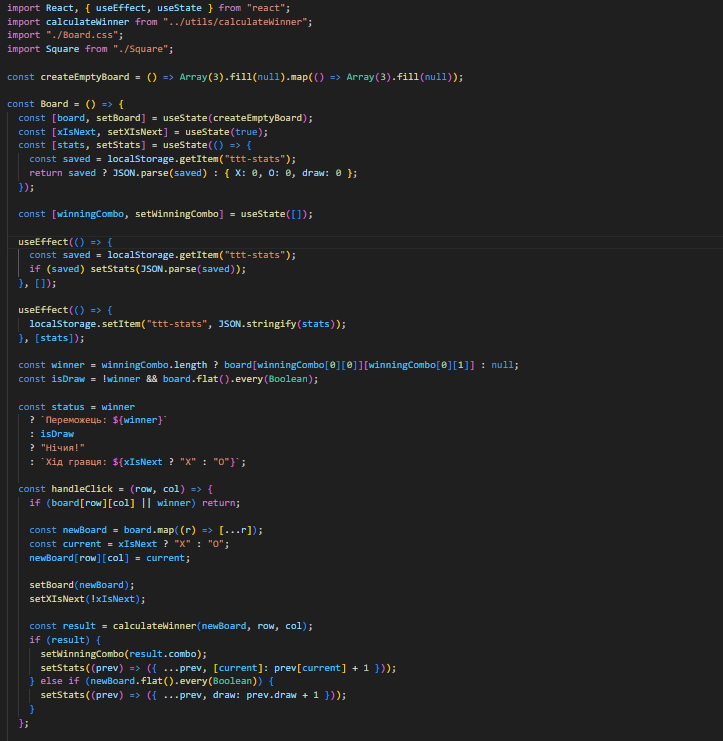 import React, { useEffect, useState } from "react";
import calculateWinner from "../utils/calculateWinner";
import "./Board.css";
import Square from "./Square";

const createEmptyBoard = () => Array(3).fill(null).map(() => Array(3).fill(null));

const Board = () => {
  const [board, setBoard] = useState(createEmptyBoard);
  const [xIsNext, setXIsNext] = useState(true);
  const [stats, setStats] = useState(() => {
    const saved = localStorage.getItem("ttt-stats");
    return saved ? JSON.parse(saved) : { X: 0, O: 0, draw: 0 };
  });

  const [winningCombo, setWinningCombo] = useState([]);

  useEffect(() => {
    const saved = localStorage.getItem("ttt-stats");
    if (saved) setStats(JSON.parse(saved));
  }, []);

  useEffect(() => {
    localStorage.setItem("ttt-stats", JSON.stringify(stats));
  }, [stats]);

  const winner = winningCombo.length ? board[winningCombo[0][0]][winningCombo[0][1]] : null;
  const isDraw = !winner && board.flat().every(Boolean);

  const status = winner
    ? `Переможець: ${winner}`
    : isDraw
    ? "Нічия!"
    : `Хід гравця: ${xIsNext ? "X" : "O"}`;

  const handleClick = (row, col) => {
    if (board[row][col] || winner) return;

    const newBoard = board.map((r) => [...r]);
    const current = xIsNext ? "X" : "O";
    newBoard[row][col] = current;

    setBoard(newBoard);
    setXIsNext(!xIsNext);

    const result = calculateWinner(newBoard, row, col);
    if (result) {
      setWinningCombo(result.combo);
      setStats((prev) => ({ ...prev, [current]: prev[current] + 1 }));
    } else if (newBoard.flat().every(Boolean)) {
      setStats((prev) => ({ ...prev, draw: prev.draw + 1 }));
    }
  };